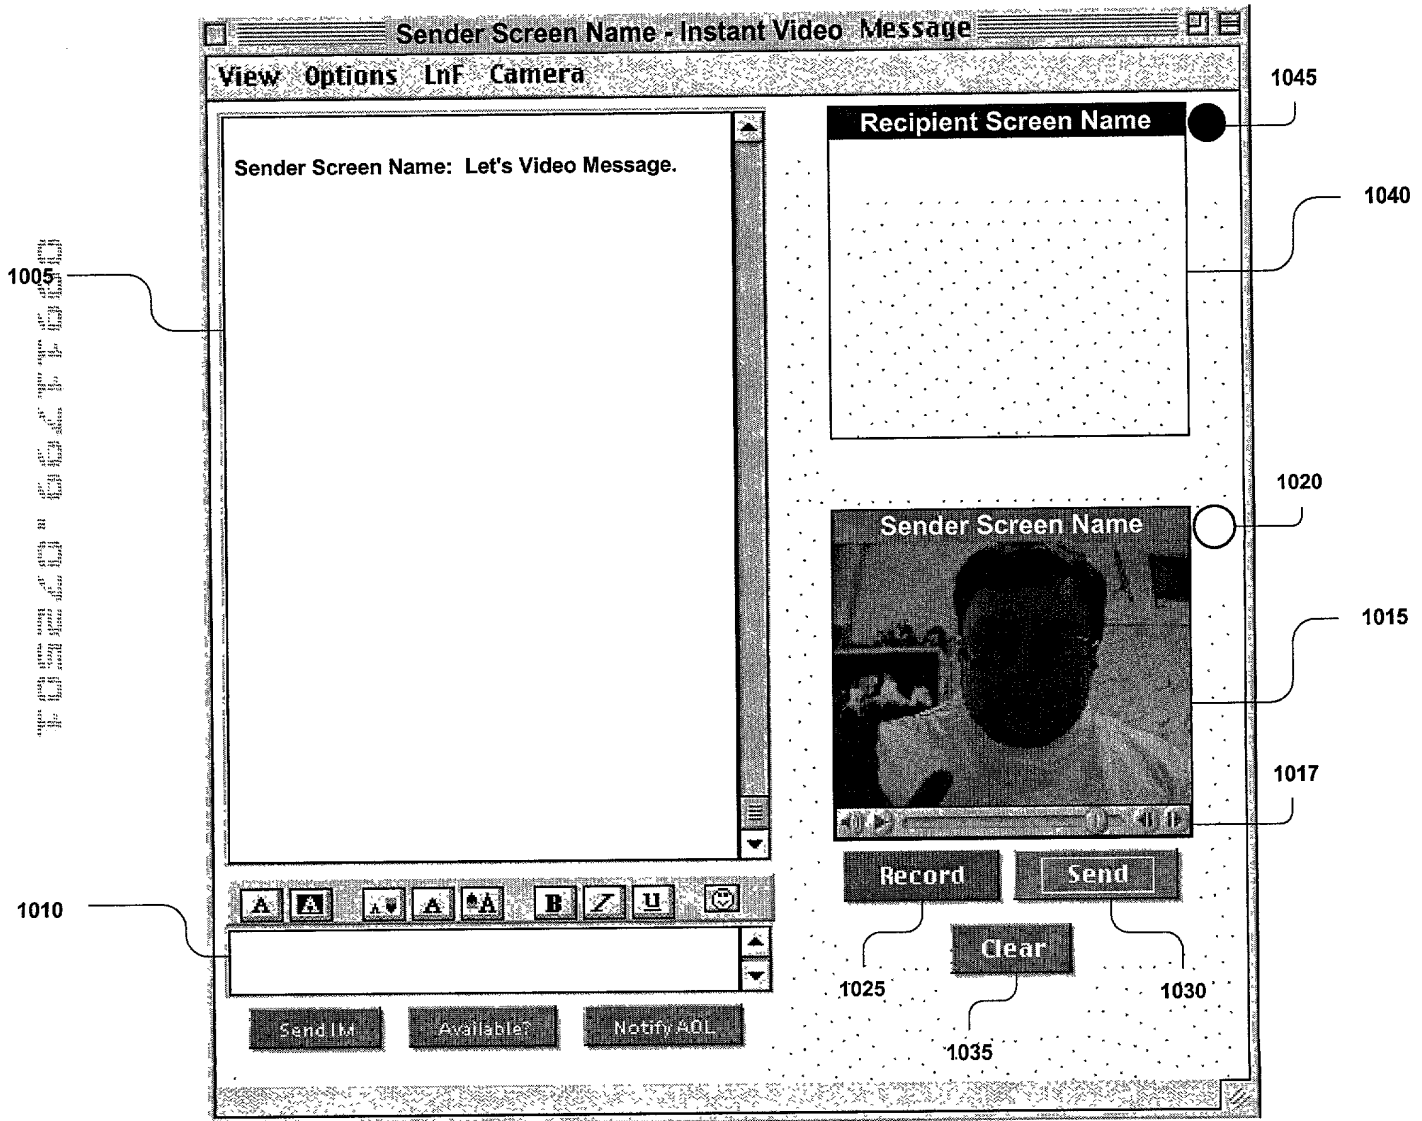 Sender Screen Name - Instant Video Message
View Options LnF Camera
1045
Recipient Screen Name
Sender Screen Name: Let's Video Message.
1040
1005
1020
Sender Screen Name
1015
1017
Record Send
A A A A A B I U
1010
Clear
1025
1030
Send IM Available? Notify AOL
1035